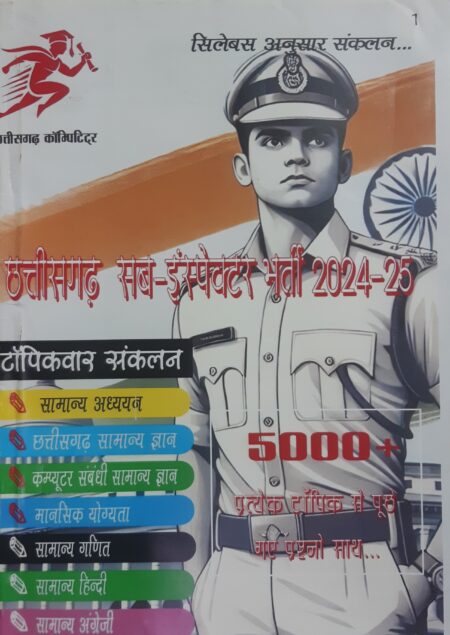 1
सिलेबस अनुसार संकलन...
त्तीसगढ़ कॉम्पिटिट्र
छत्तीसगढ़ सब-इंस्पेक्टर भर्ती 2024-25
टॉपिकवार संकलन
सामान्य अध्ययन
छत्तीसगढ़ सामान्य ज्ञान
कम्प्यूटर संबंधी सामान्य ज्ञान
मानसिक योग्यता
सामान्य गणित
सामान्य हिन्दी
सामान्य अंग्रेजी
5000+
प्रत्येक टॉपिक से पूछे
गए प्रश्नो साथ...